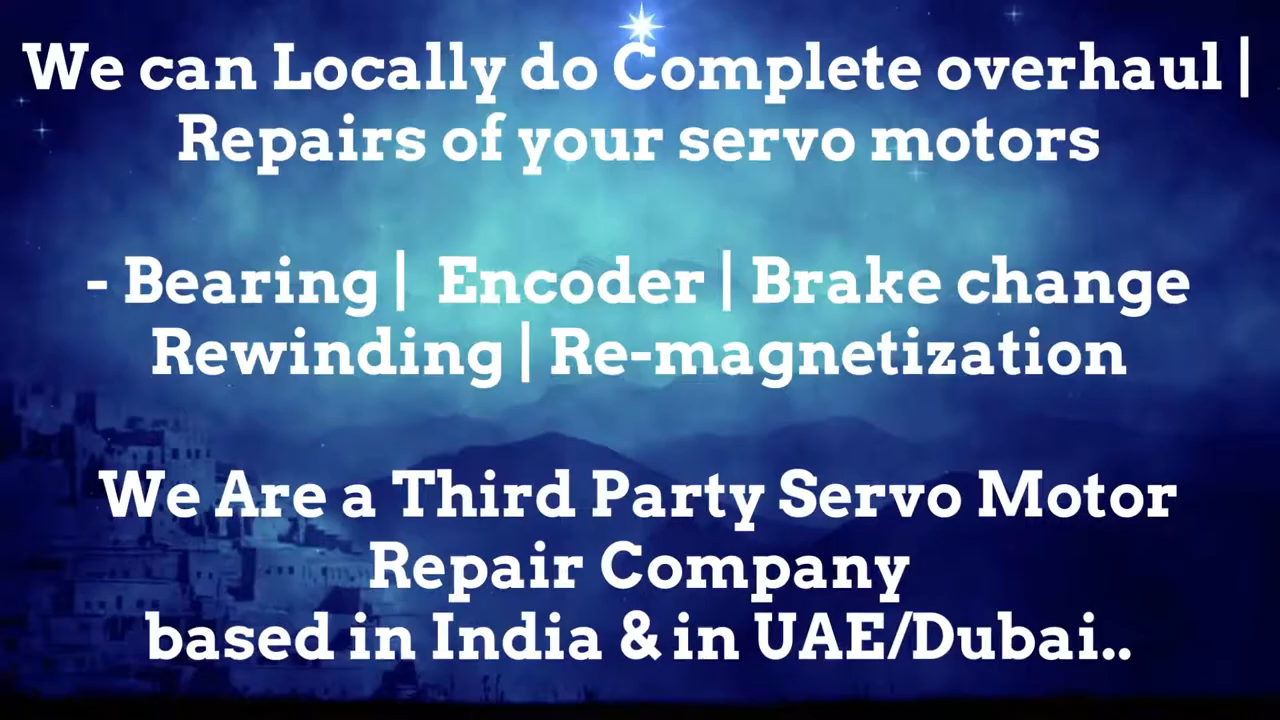 We can Locally do Complete overhaul |
Repairs of your servo motors
- Bearing | Encoder | Brake change
Rewinding | Re-magnetization
We Are a Third Party Servo Motor
Repair Company
based in India & in UAE/Dubai..